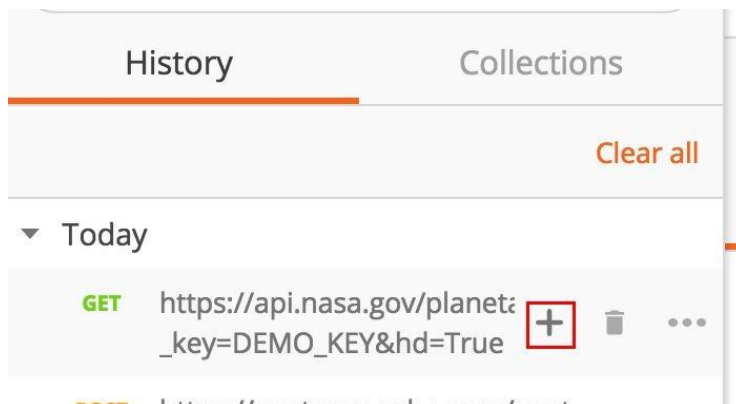 History
Collections
Clear all
Today
GET
https://api.nasa.gov/planeta
_key=DEMO_KEY&hd=True